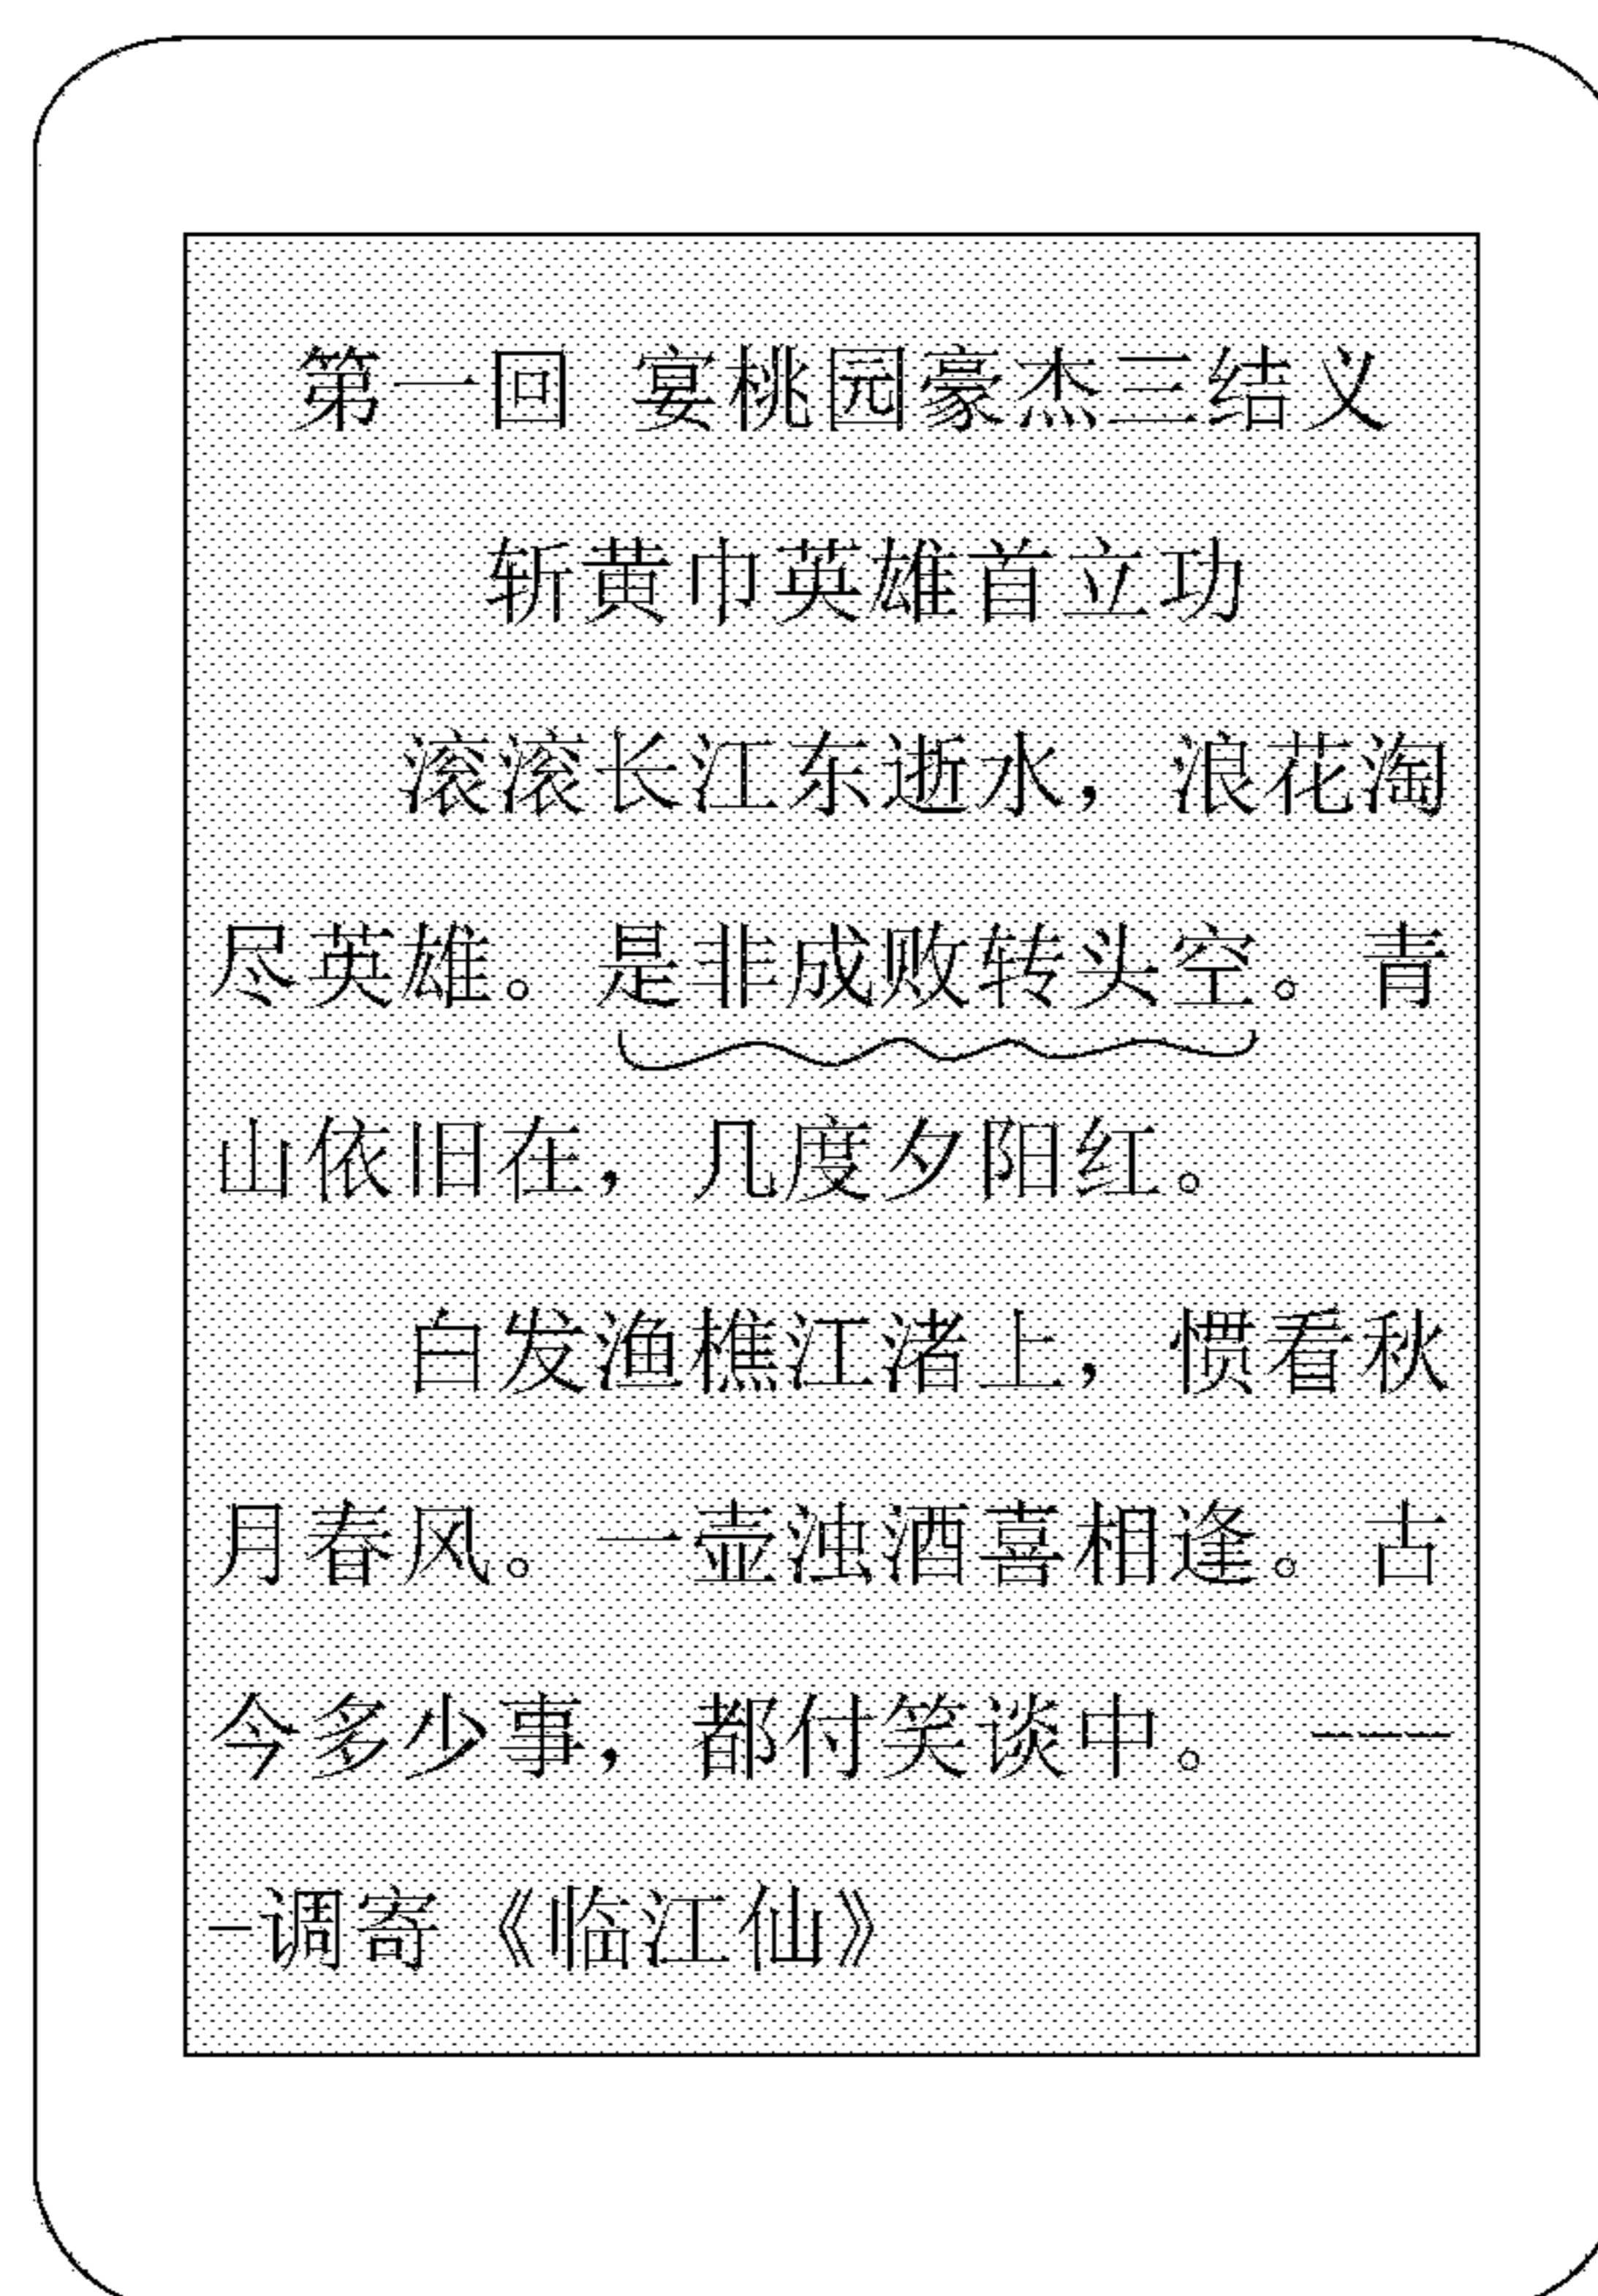 第一回 宴桃园豪杰三结义
斩黄巾英雄首立功
滚滚长江东逝水，浪花淘
尽英雄。是非成败转头空。青
山依旧在，几度夕阳红。
白发渔樵江渚上，惯看秋
月春风。一壶浊酒喜相逢。古
今多少事，都付笑谈中。 ---
-调寄《临江仙》